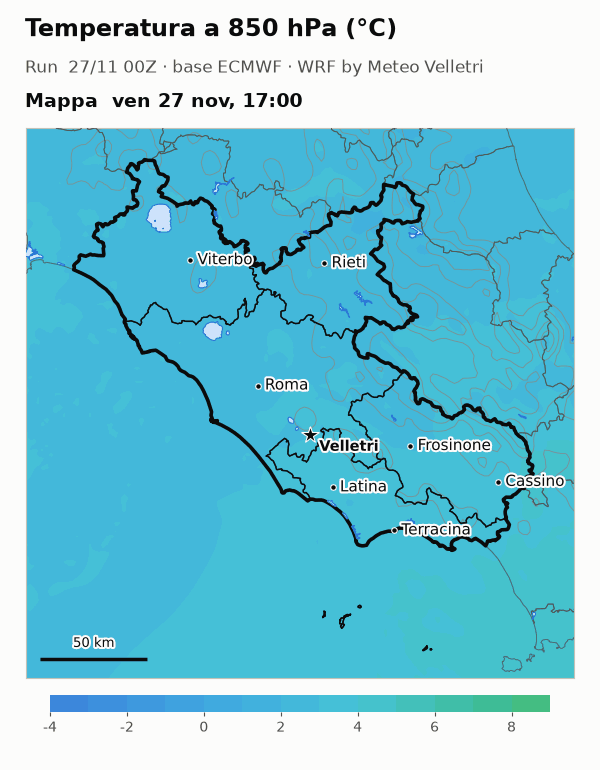 Temperatura a 850 hPa (°C)
Run  27/11 00Z · base ECMWF · WRF by Meteo Velletri
Mappa  ven 27 nov, 17:00
Viterbo
Rieti
Roma
Velletri
Frosinone
Latina
Cassino
Terracina
50 km
-4 -2 0 2 4 6 8